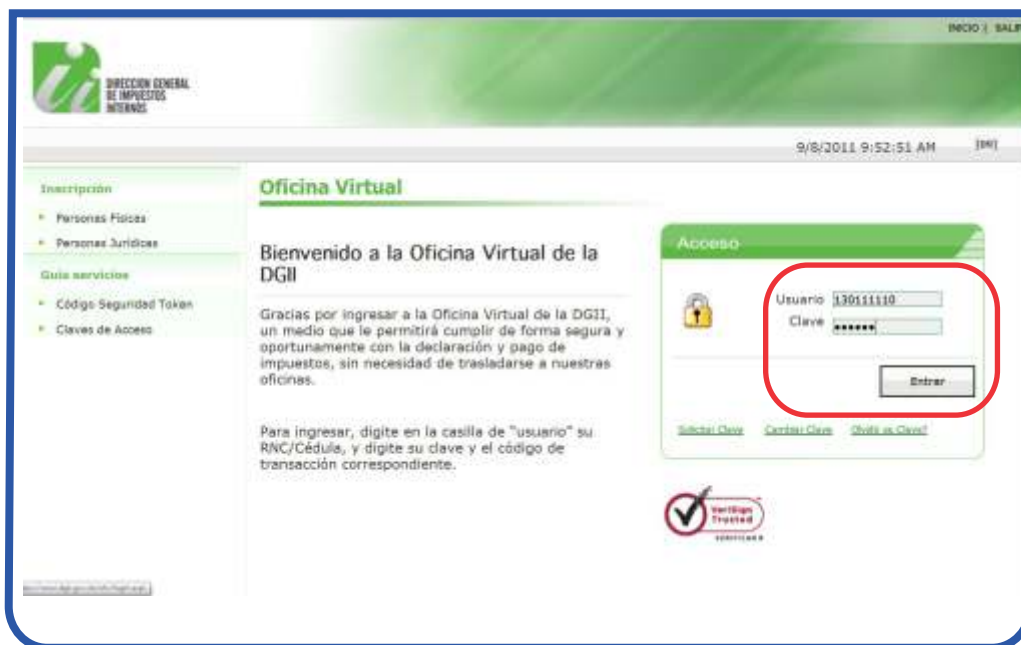 INICIO | SALIR
DIRECCION GENERAL
DE IMPUESTOS
INTERNOS
9/8/2011 9:52:51 AM
Inscripción
Personas Físicas
Personas Jurídicas
Guía servicios
Código Seguridad Token
Claves de Acceso
Oficina Virtual
Bienvenido a la Oficina Virtual de la
DGII
Gracias por ingresar a la Oficina Virtual de la DGII,
un medio que le permitirá cumplir de forma segura y
oportunamente con la declaración y pago de
impuestos, sin necesidad de trasladarse a nuestras
oficinas.
Para ingresar, digite en la casilla de "usuario" su
RNC/Cédula, y digite su clave y el código de
transacción correspondiente.
Acceso
Usuario 130111110
Clave ••••••
Entrar
Solicitar Clave Cambiar Clave Olvidó su Clave?
VeriSign
Trusted